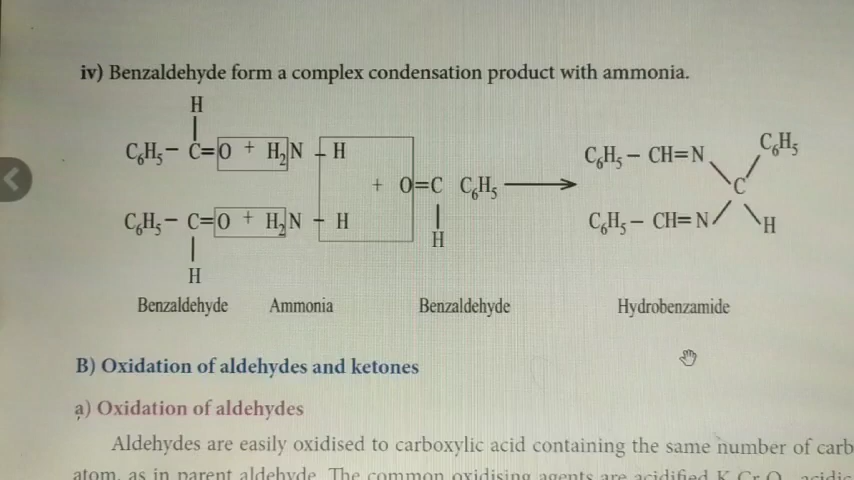 iv) Benzaldehyde form a complex condensation product with ammonia.
H
C₆H₅ – C=O + H₂N – H
C₆H₅ – CH=N
C₆H₅
+ O=C C₆H₅
C
C₆H₅ – C=O + H₂N – H
H
C₆H₅ – CH=N
H
H
Benzaldehyde Ammonia Benzaldehyde Hydrobenzamide
B) Oxidation of aldehydes and ketones
a) Oxidation of aldehydes
Aldehydes are easily oxidised to carboxylic acid containing the same number of carb
atom, as in parent aldehyde. The common oxidising agents are acidified K Cr O , acidic